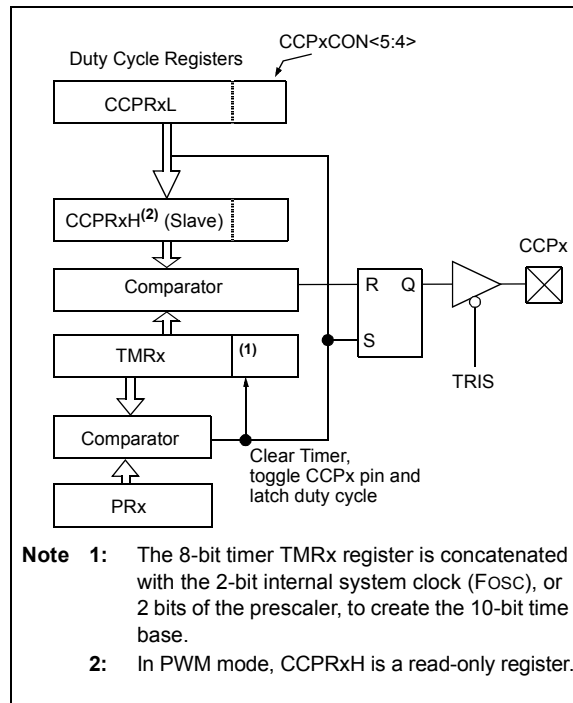 CCPxCON<5:4>
Duty Cycle Registers
CCPRxL
CCPRxH(2) (Slave)
CCPx
Comparator
R Q
TMRx
(1)
S
TRIS
Comparator
Clear Timer,
toggle CCPx pin and
latch duty cycle
PRx
Note 1: The 8-bit timer TMRx register is concatenated
with the 2-bit internal system clock (FOSC), or
2 bits of the prescaler, to create the 10-bit time
base.
2: In PWM mode, CCPRxH is a read-only register.